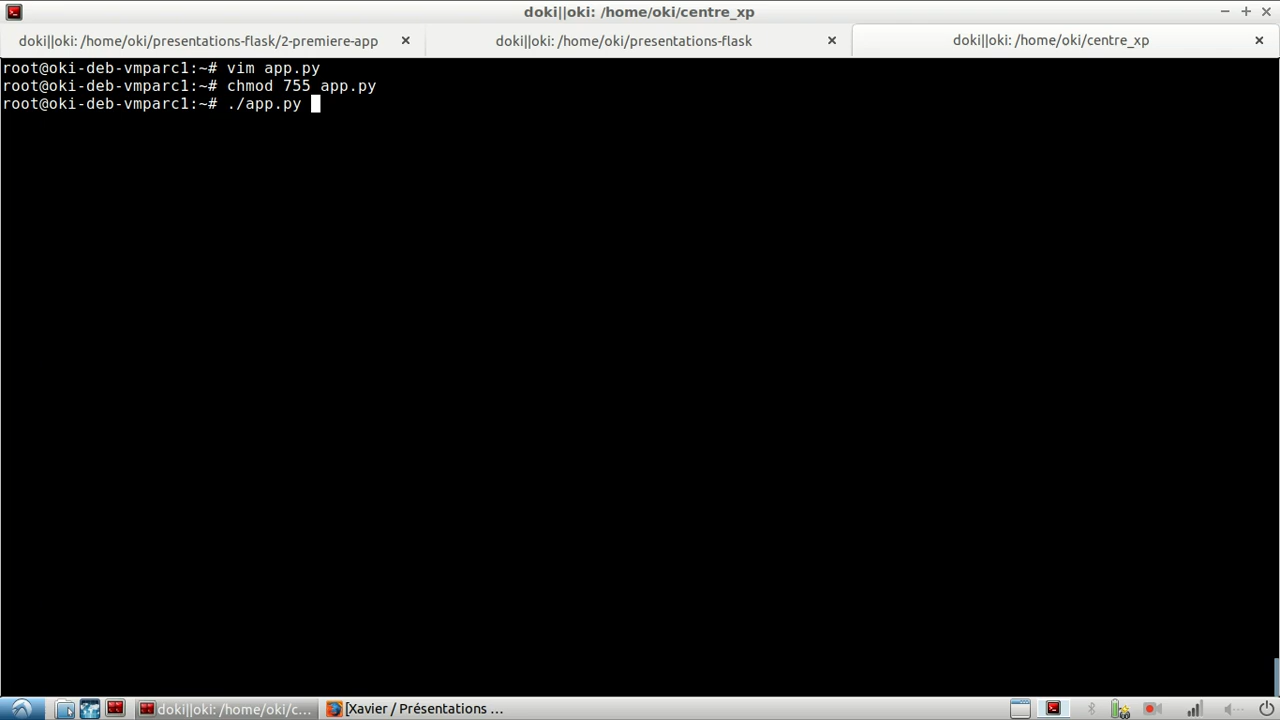 doki||oki: /home/oki/centre_xp
doki||oki: /home/oki/presentations-flask/2-premiere-app
doki||oki: /home/oki/presentations-flask
doki||oki: /home/oki/centre_xp
root@oki-deb-vmparc1:~# vim app.py
root@oki-deb-vmparc1:~# chmod 755 app.py
root@oki-deb-vmparc1:~# ./app.py
doki||oki: /home/oki/c...
[Xavier / Présentations ...